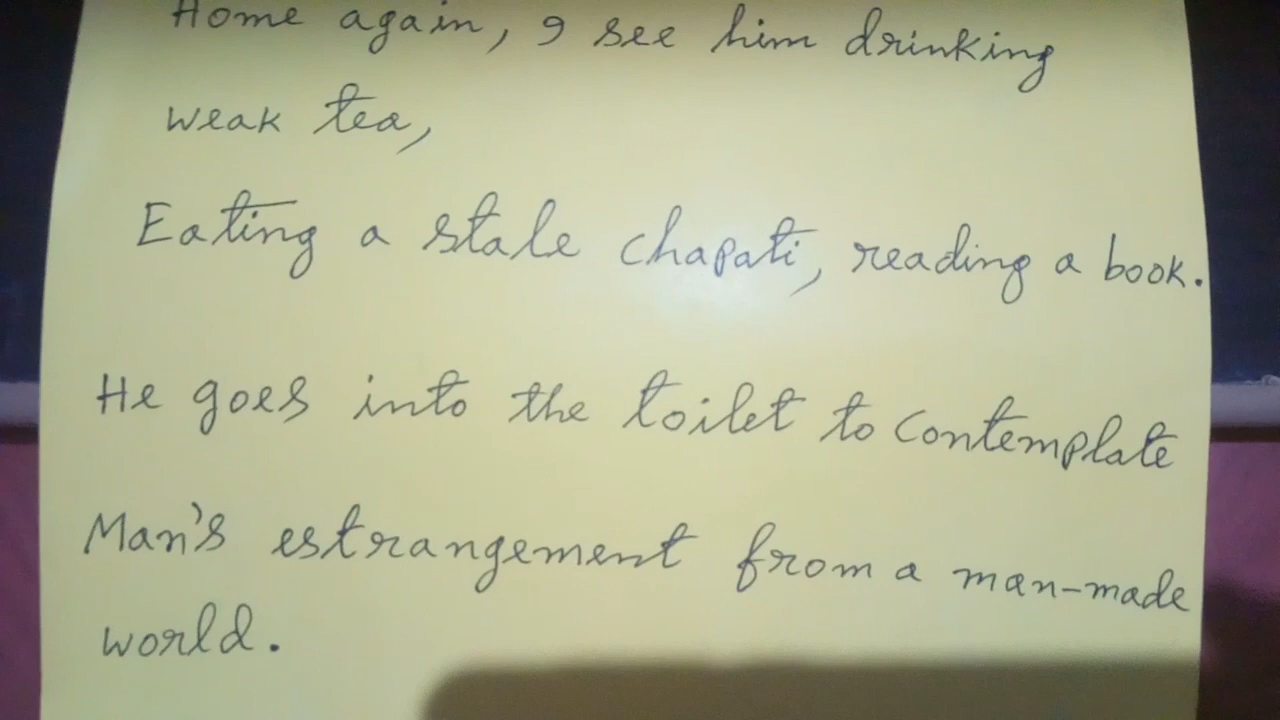 Home again, I see him drinking
weak tea,
Eating a stale chapati, reading a book.
He goes into the toilet to contemplate
Man's estrangement from a man-made
world.